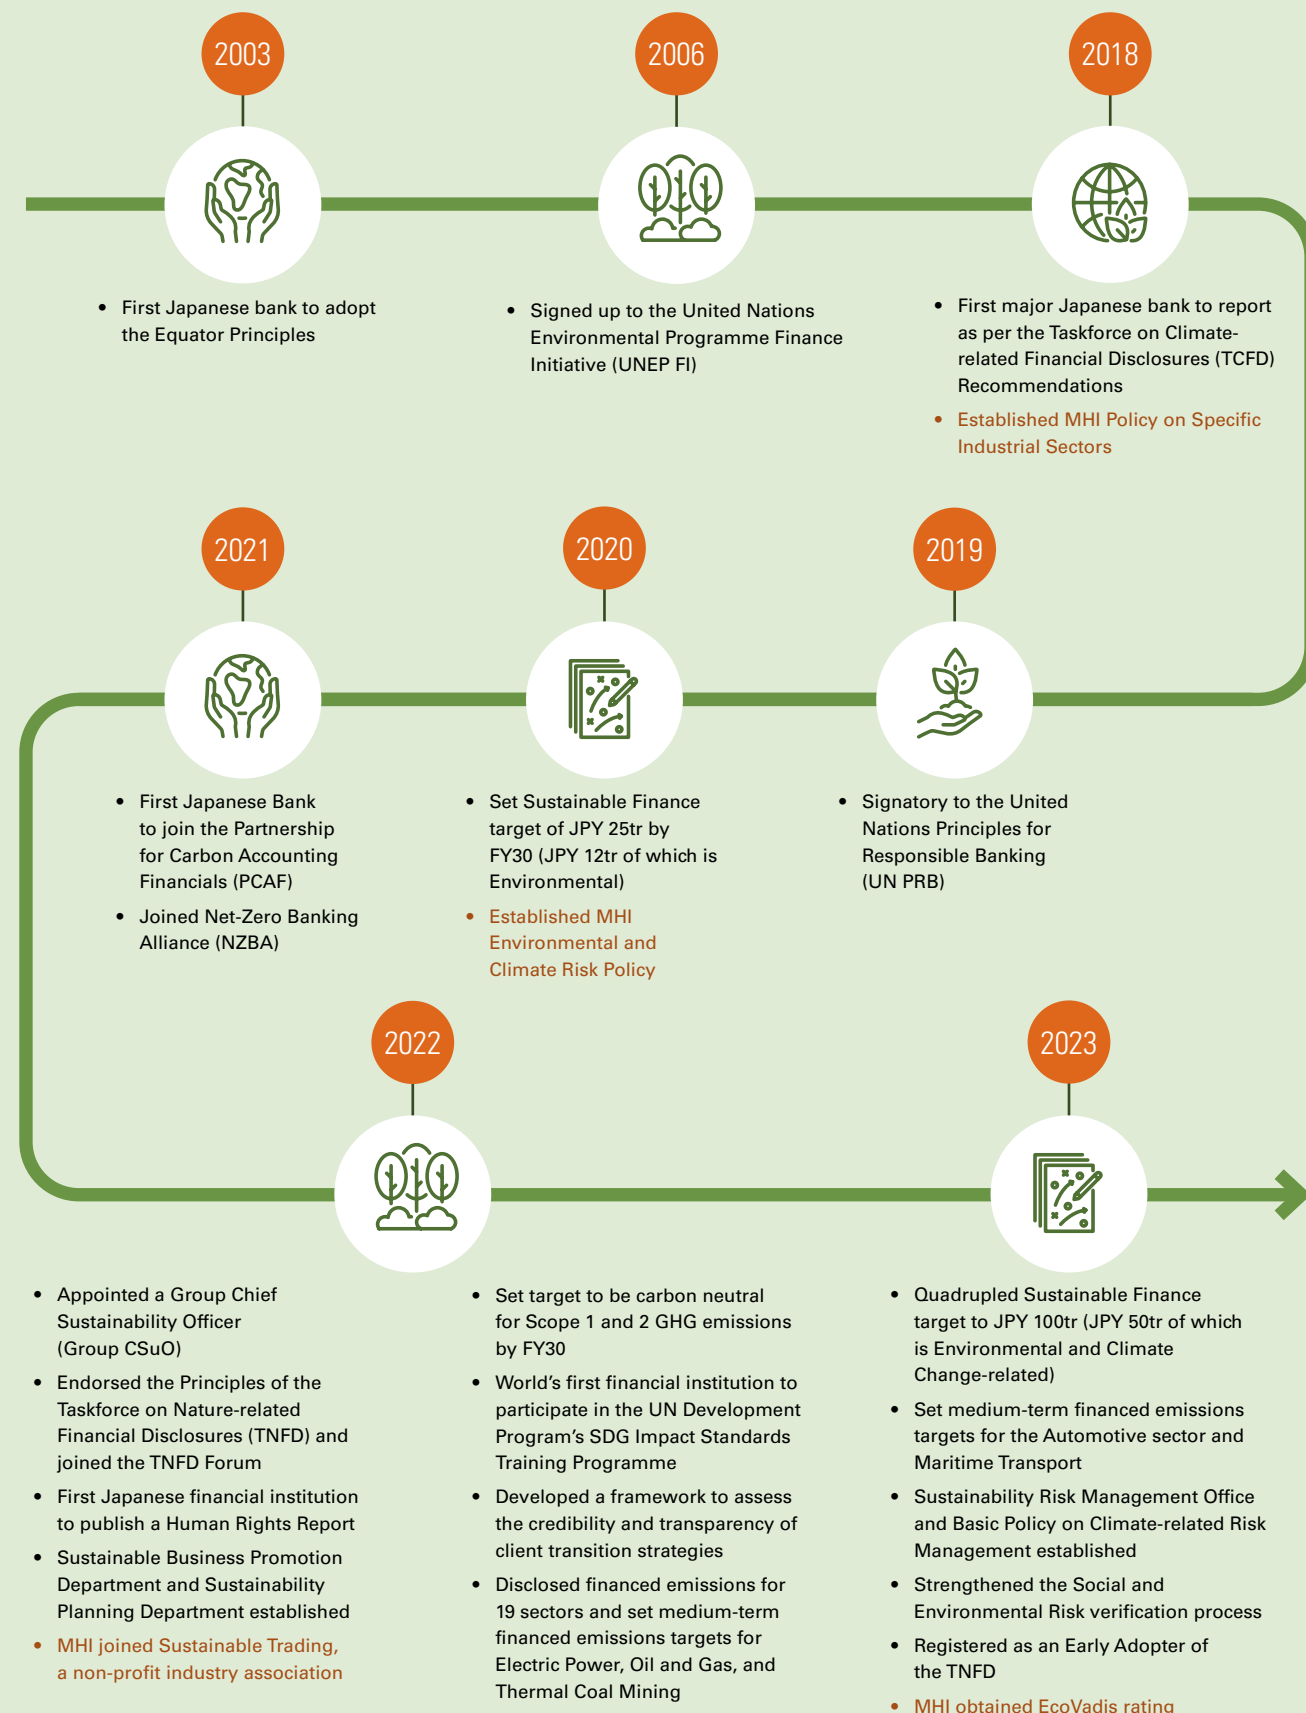 2003
• First Japanese bank to adopt
the Equator Principles
2006
• Signed up to the United Nations
Environmental Programme Finance
Initiative (UNEP FI)
2018
• First major Japanese bank to report
as per the Taskforce on Climate-
related Financial Disclosures (TCFD)
Recommendations
• Established MHI Policy on Specific
Industrial Sectors
2019
• Signatory to the United
Nations Principles for
Responsible Banking
(UN PRB)
2020
• Set Sustainable Finance
target of JPY 25tr by
FY30 (JPY 12tr of which is
Environmental)
• Established MHI
Environmental and
Climate Risk Policy
2021
• First Japanese Bank
to join the Partnership
for Carbon Accounting
Financials (PCAF)
• Joined Net-Zero Banking
Alliance (NZBA)
2022
• Appointed a Group Chief
Sustainability Officer
(Group CSuO)
• Endorsed the Principles of the
Taskforce on Nature-related
Financial Disclosures (TNFD) and
joined the TNFD Forum
• First Japanese financial institution
to publish a Human Rights Report
• Sustainable Business Promotion
Department and Sustainability
Planning Department established
• MHI joined Sustainable Trading,
a non-profit industry association
• Set target to be carbon neutral
for Scope 1 and 2 GHG emissions
by FY30
• World's first financial institution to
participate in the UN Development
Program's SDG Impact Standards
Training Programme
• Developed a framework to assess
the credibility and transparency of
client transition strategies
• Disclosed financed emissions for
19 sectors and set medium-term
financed emissions targets for
Electric Power, Oil and Gas, and
Thermal Coal Mining
2023
• Quadrupled Sustainable Finance
target to JPY 100tr (JPY 50tr of which
is Environmental and Climate
Change-related)
• Set medium-term financed emissions
targets for the Automotive sector and
Maritime Transport
• Sustainability Risk Management Office
and Basic Policy on Climate-related Risk
Management established
• Strengthened the Social and
Environmental Risk verification process
• Registered as an Early Adopter of
the TNFD
• MHI obtained EcoVadis rating